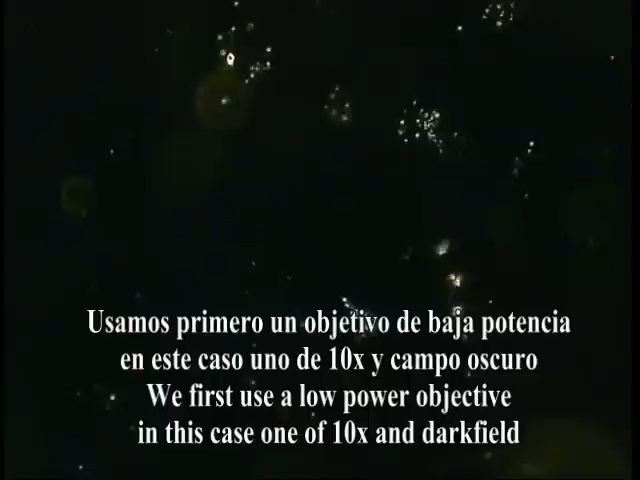 Usamos primero un objetivo de baja potencia
en este caso uno de 10x y campo oscuro
We first use a low power objective
in this case one of 10x and darkfield